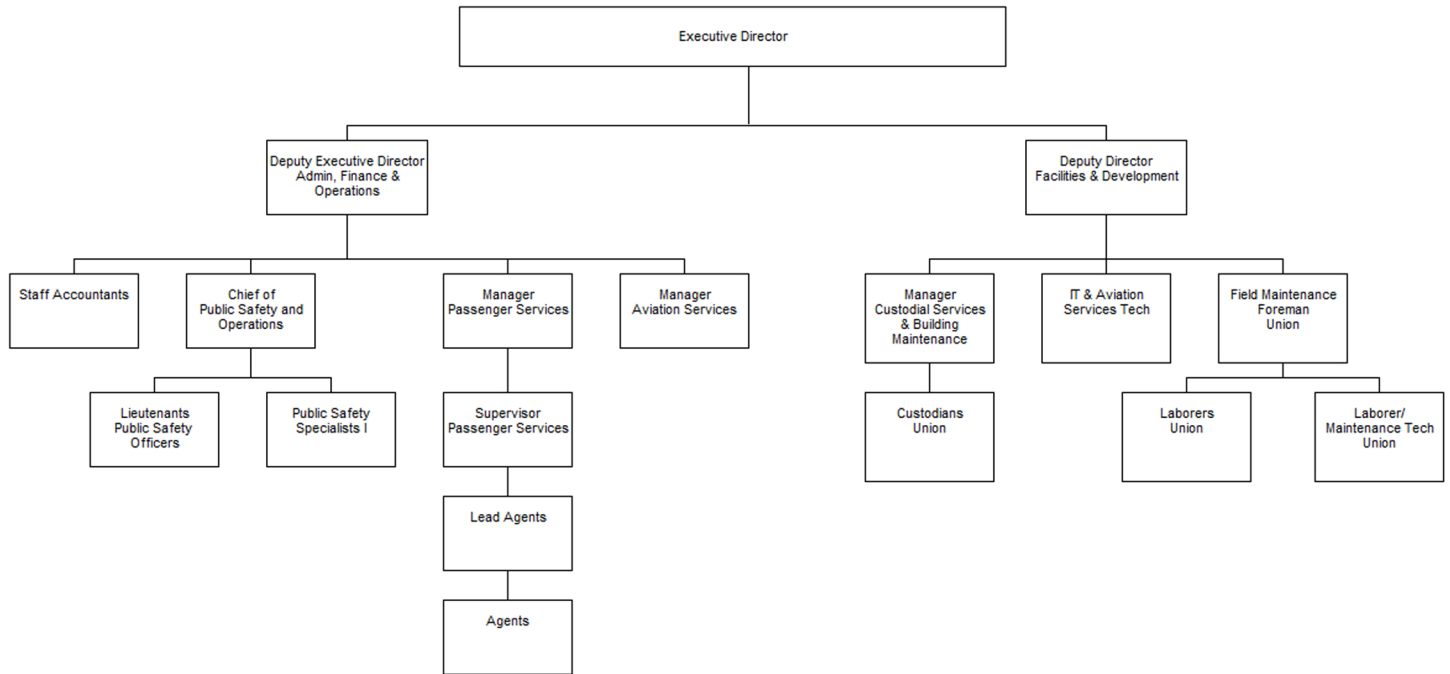 Executive Director
Deputy Executive Director
Admin, Finance &
Operations
Deputy Director
Facilities & Development
Staff Accountants
Chief of
Public Safety and
Operations
Manager
Passenger Services
Manager
Aviation Services
Manager
Custodial Services
& Building
Maintenance
IT & Aviation
Services Tech
Field Maintenance
Foreman
Union
Lieutenants
Public Safety
Officers
Public Safety
Specialists I
Supervisor
Passenger Services
Custodians
Union
Laborers
Union
Laborer/
Maintenance Tech
Union
Lead Agents
Agents